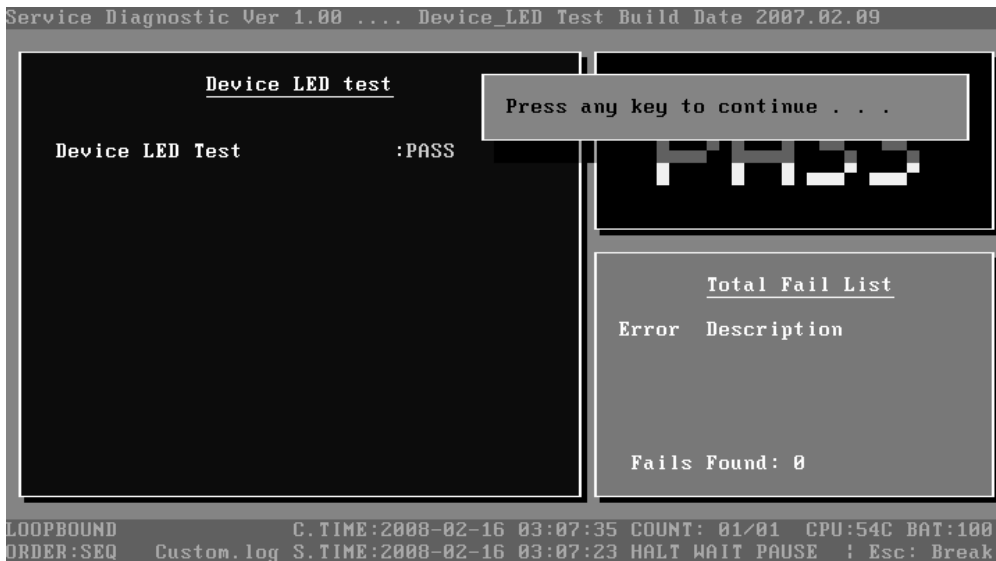 Service Diagnostic Ver 1.00 .... Device_LED Test Build Date 2007.02.09
Device LED test
Press any key to continue . . .
Device LED Test :PASS
PASS
Total Fail List
Error Description
Fails Found: 0
LOOPBOUND C.TIME:2008-02-16 03:07:35 COUNT: 01/01 CPU:54C BAT:100
ORDER:SEQ Custom.log S.TIME:2008-02-16 03:07:23 HALT WAIT PAUSE ¦ Esc: Break